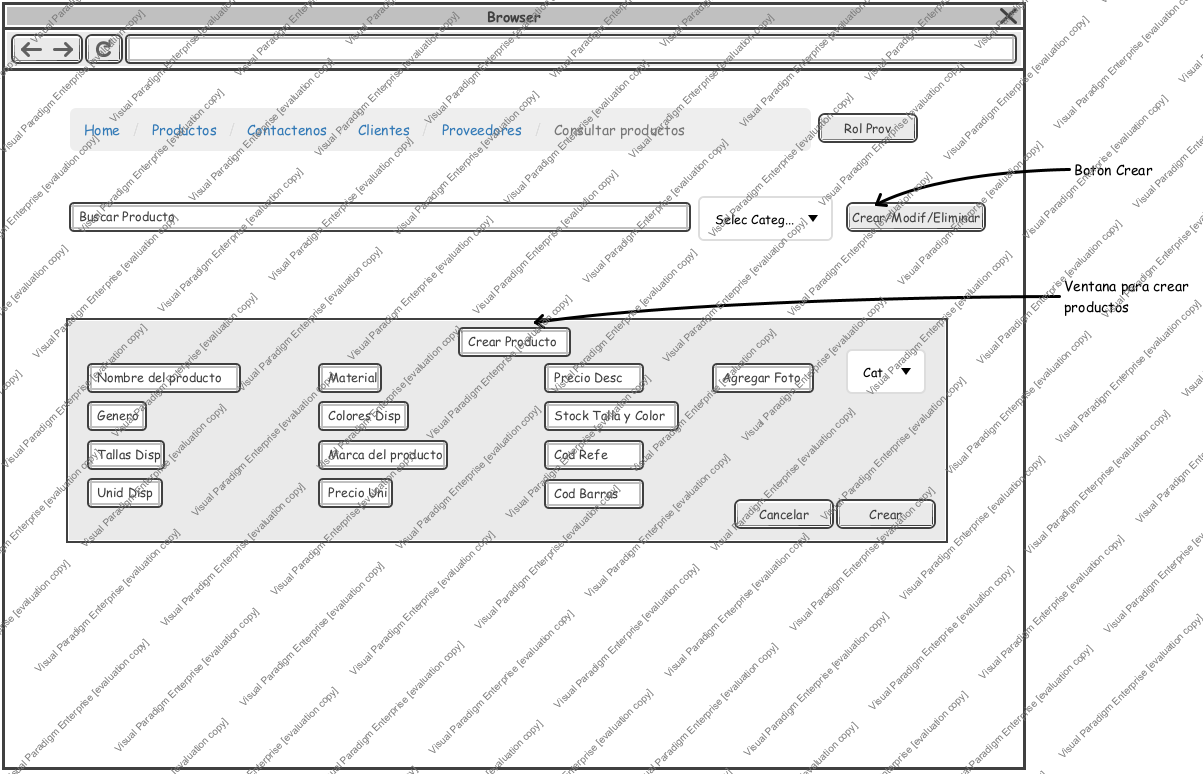 Browser
Home / Productos / Contactenos / Clientes / Proveedores / Consultar productos
Rol Prov
Boton Crear
Buscar Producto
Selec Categ...
Crear/Modif/Eliminar
Ventana para crear
productos
Crear Producto
Nombre del producto
Material
Precio Desc
Agregar Foto
Cat
Genero
Colores Disp
Stock Talla y Color
Tallas Disp
Marca del producto
Cod Refe
Unid Disp
Precio Uni
Cod Barras
Cancelar
Crear
Visual Paradigm Enterprise [evaluation copy]